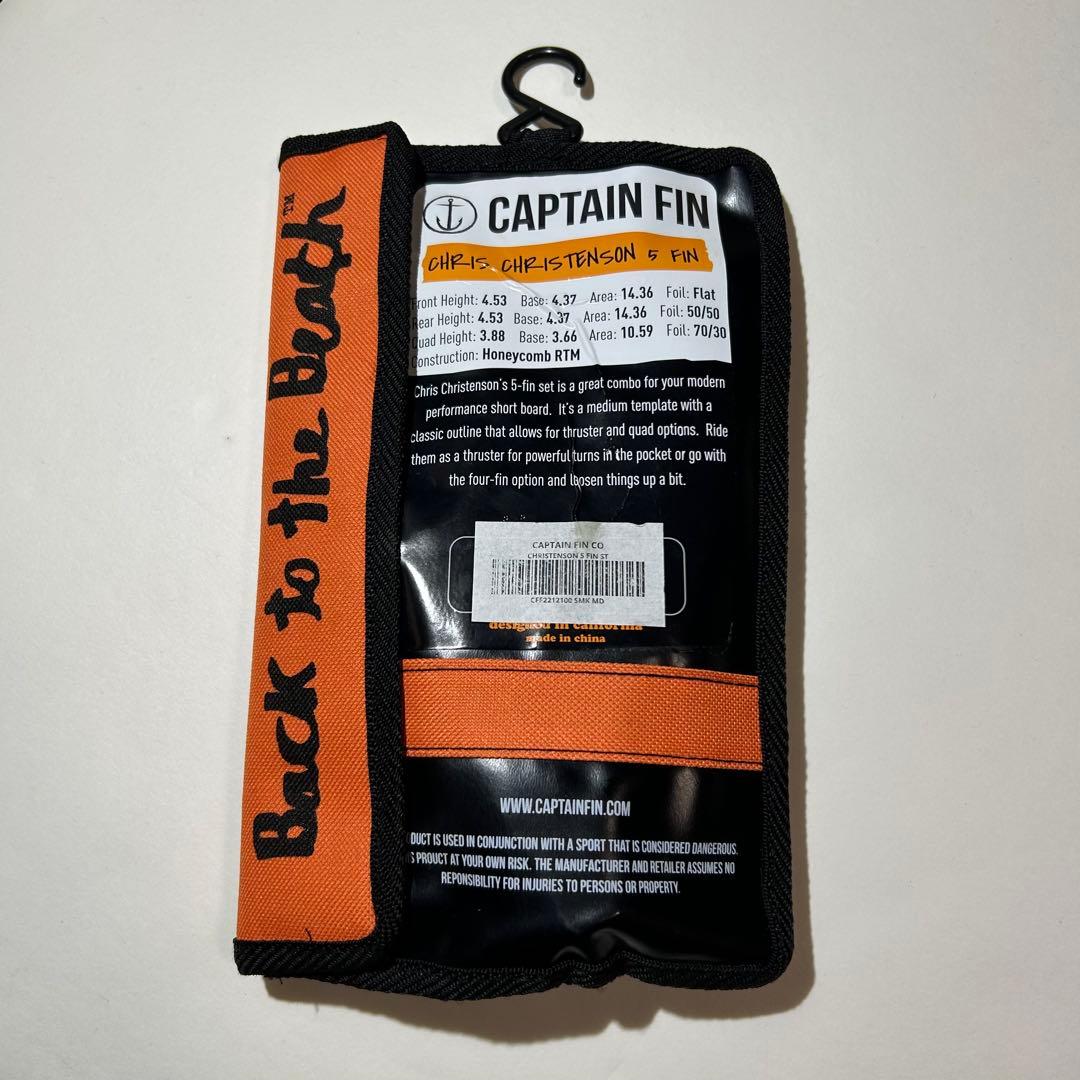 Back to the Beach™
CAPTAIN FIN
CHRIS CHRISTENSON 5 FIN
Front Height: 4.53 Base: 4.37 Area: 14.36 Foil: Flat
Rear Height: 4.53 Base: 4.37 Area: 14.36 Foil: 50/50
Quad Height: 3.88 Base: 3.66 Area: 10.59 Foil: 70/30
Construction: Honeycomb RTM
Chris Christenson's 5-fin set is a great combo for your modern
performance short board. It's a medium template with a
classic outline that allows for thruster and quad options. Ride
them as a thruster for powerful turns in the pocket or go with
the four-fin option and loosen things up a bit.
CAPTAIN FIN CO
CHRISTENSON 5 FIN ST
CFF2212100 SMK MD
designed in california
made in china
WWW.CAPTAINFIN.COM
DUCT IS USED IN CONJUNCTION WITH A SPORT THAT IS CONSIDERED DANGEROUS.
S PROUCT AT YOUR OWN RISK. THE MANUFACTURER AND RETAILER ASSUMES NO
REPONSIBILITY FOR INJURIES TO PERSONS OR PROPERTY.